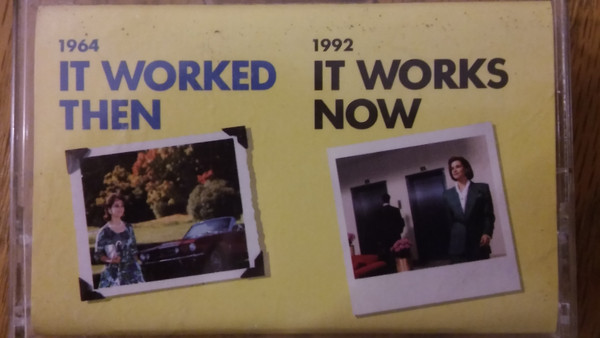 1964
IT WORKED
THEN
1992
IT WORKS
NOW